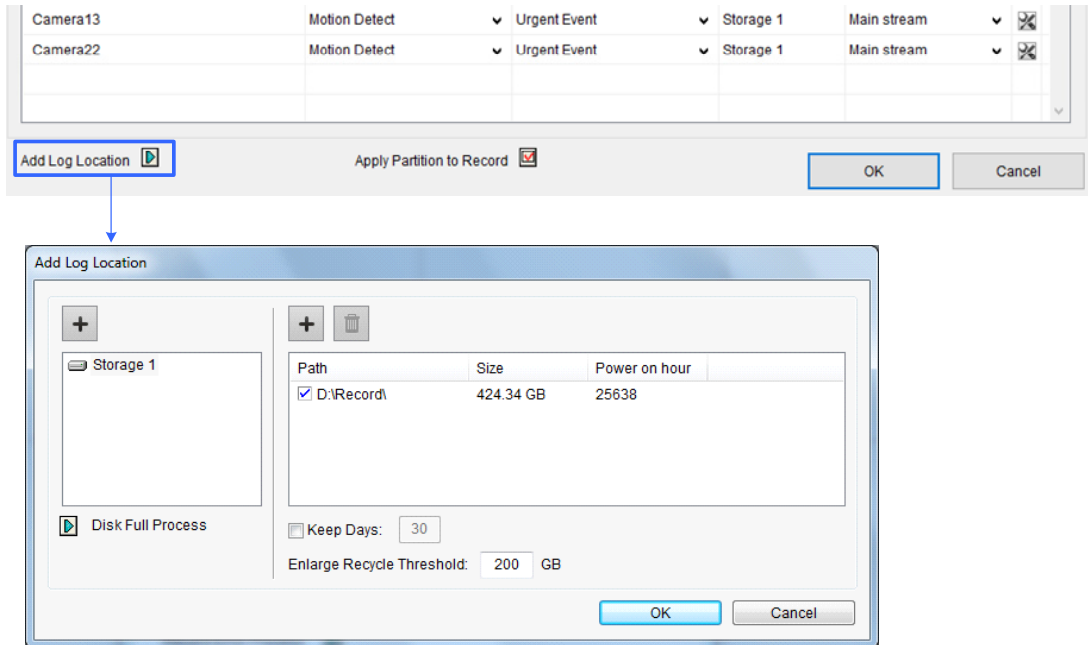 Camera13 Motion Detect Urgent Event Storage 1 Main stream
Camera22 Motion Detect Urgent Event Storage 1 Main stream
Add Log Location Apply Partition to Record OK Cancel
Add Log Location
Storage 1
Path Size Power on hour
D:\Record\ 424.34 GB 25638
Disk Full Process
Keep Days: 30
Enlarge Recycle Threshold: 200 GB
OK Cancel